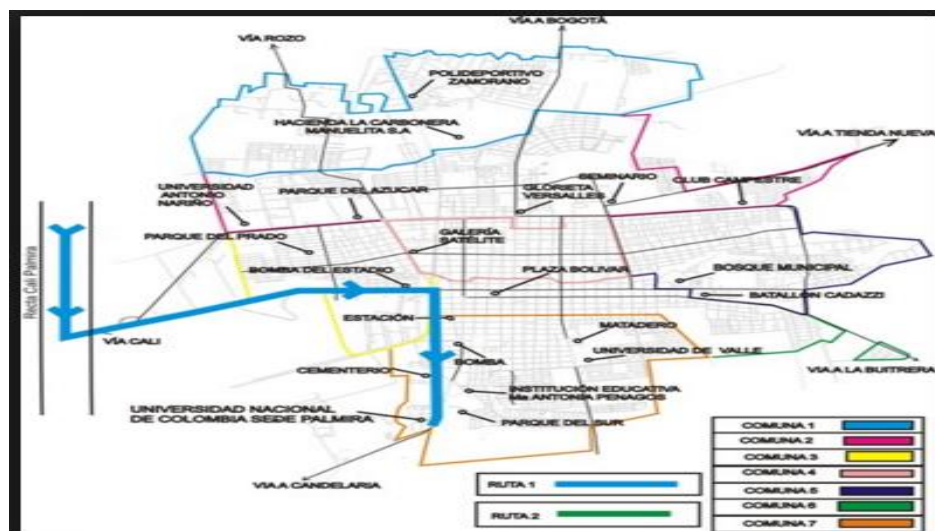 VÍA A BOGOTÁ
VÍA ROZO
POLIDEPORTIVO
ZAMORANO
HACIENDA LA CARBONERA
MANUELITA S.A
VÍA A TIENDA NUEVA
SEMINARIO
CLUB CAMPESTRE
UNIVERSIDAD
ANTONIO
NARIÑO
PARQUE DEL AZUCAR
GLORIETA
VERSALLES
PARQUE DEL PRADO
GALERÍA
SATÉLITE
BOMBA DEL ESTADIO
PLAZA BOLIVAR
BOSQUE MUNICIPAL
BATALLON CADAZZI
Recta Cali Palmira
ESTACIÓN
VÍA CALI
MATADERO
BOMBA
UNIVERSIDAD DE VALLE
CEMENTERIO
VIA A LA BUITRERA
INSTITUCIÓN EDUCATIVA
Ma ANTONIA PENAGOS
UNIVERSIDAD NACIONAL
DE COLOMBIA SEDE PALMIRA
PARQUE DEL SUR
VIA A CANDELARIA
RUTA 1
RUTA 2
COMUNA 1
COMUNA 2
COMUNA 3
COMUNA 4
COMUNA 5
COMUNA 6
COMUNA 7